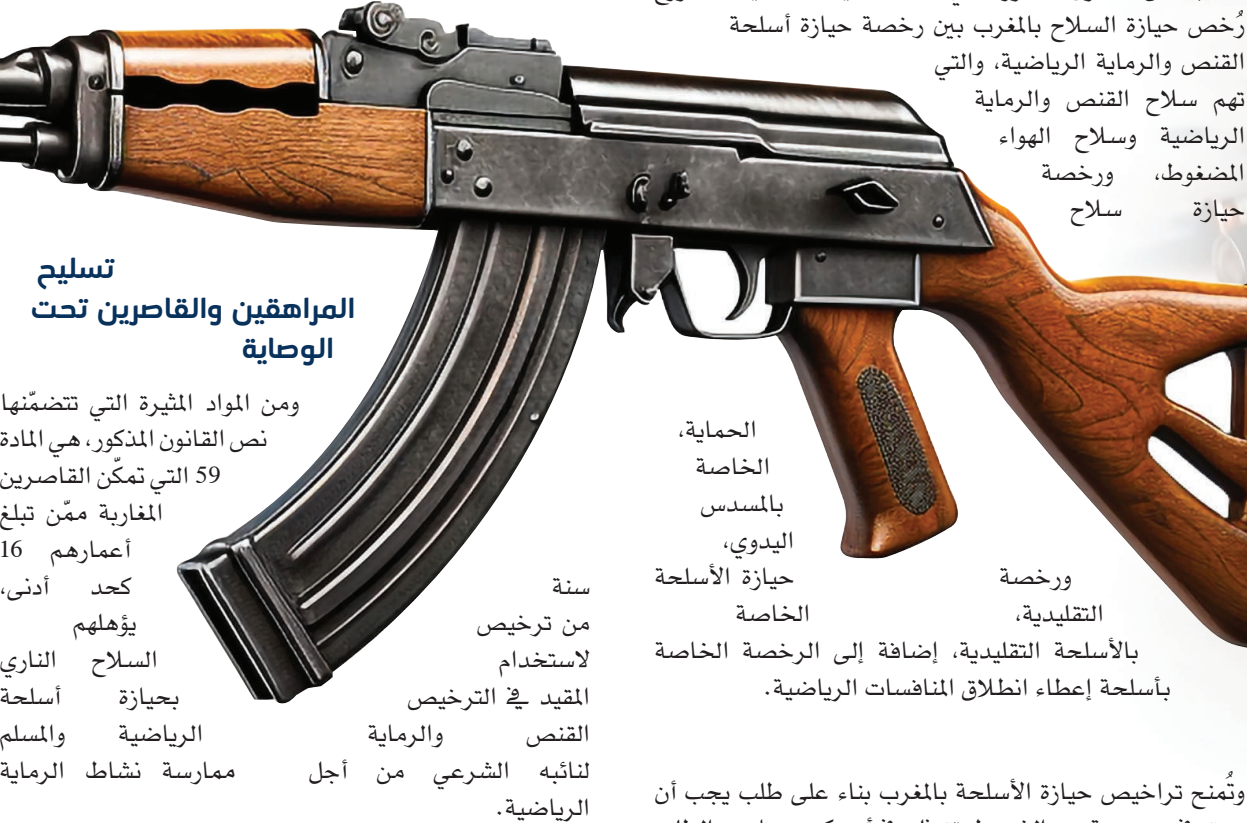 رُخص حيازة السلاح بالمغرب بين رخصة حيازة أسلحة
القنص والرماية الرياضية، والتي
تهم سلاح القنص والرماية
الرياضية وسلاح الهواء
المضغوط، ورخصة
حيازة سلاح
الحماية،
الخاصة
بالمسدس
اليدوي،
ورخصة حيازة الأسلحة
التقليدية، الخاصة
بالأسلحة التقليدية، إضافة إلى الرخصة الخاصة
بأسلحة إعطاء انطلاق المنافسات الرياضية.
وتُمنح تراخيص حيازة الأسلحة بالمغرب بناء على طلب يجب أن
تسليح
المراهقين والقاصرين تحت
الوصاية
ومن المواد المثيرة التي تتضمّنها
نص القانون المذكور، هي المادة
59 التي تمكّن القاصرين
المغاربة ممّن تبلغ
أعمارهم 16
سنة كحد أدنى،
من ترخيص يؤهلهم
لاستخدام السلاح الناري
المقيد في الترخيص بحيازة أسلحة
القنص والرماية الرياضية والمسلم
لنائبه الشرعي من أجل ممارسة نشاط الرماية
الرياضية.